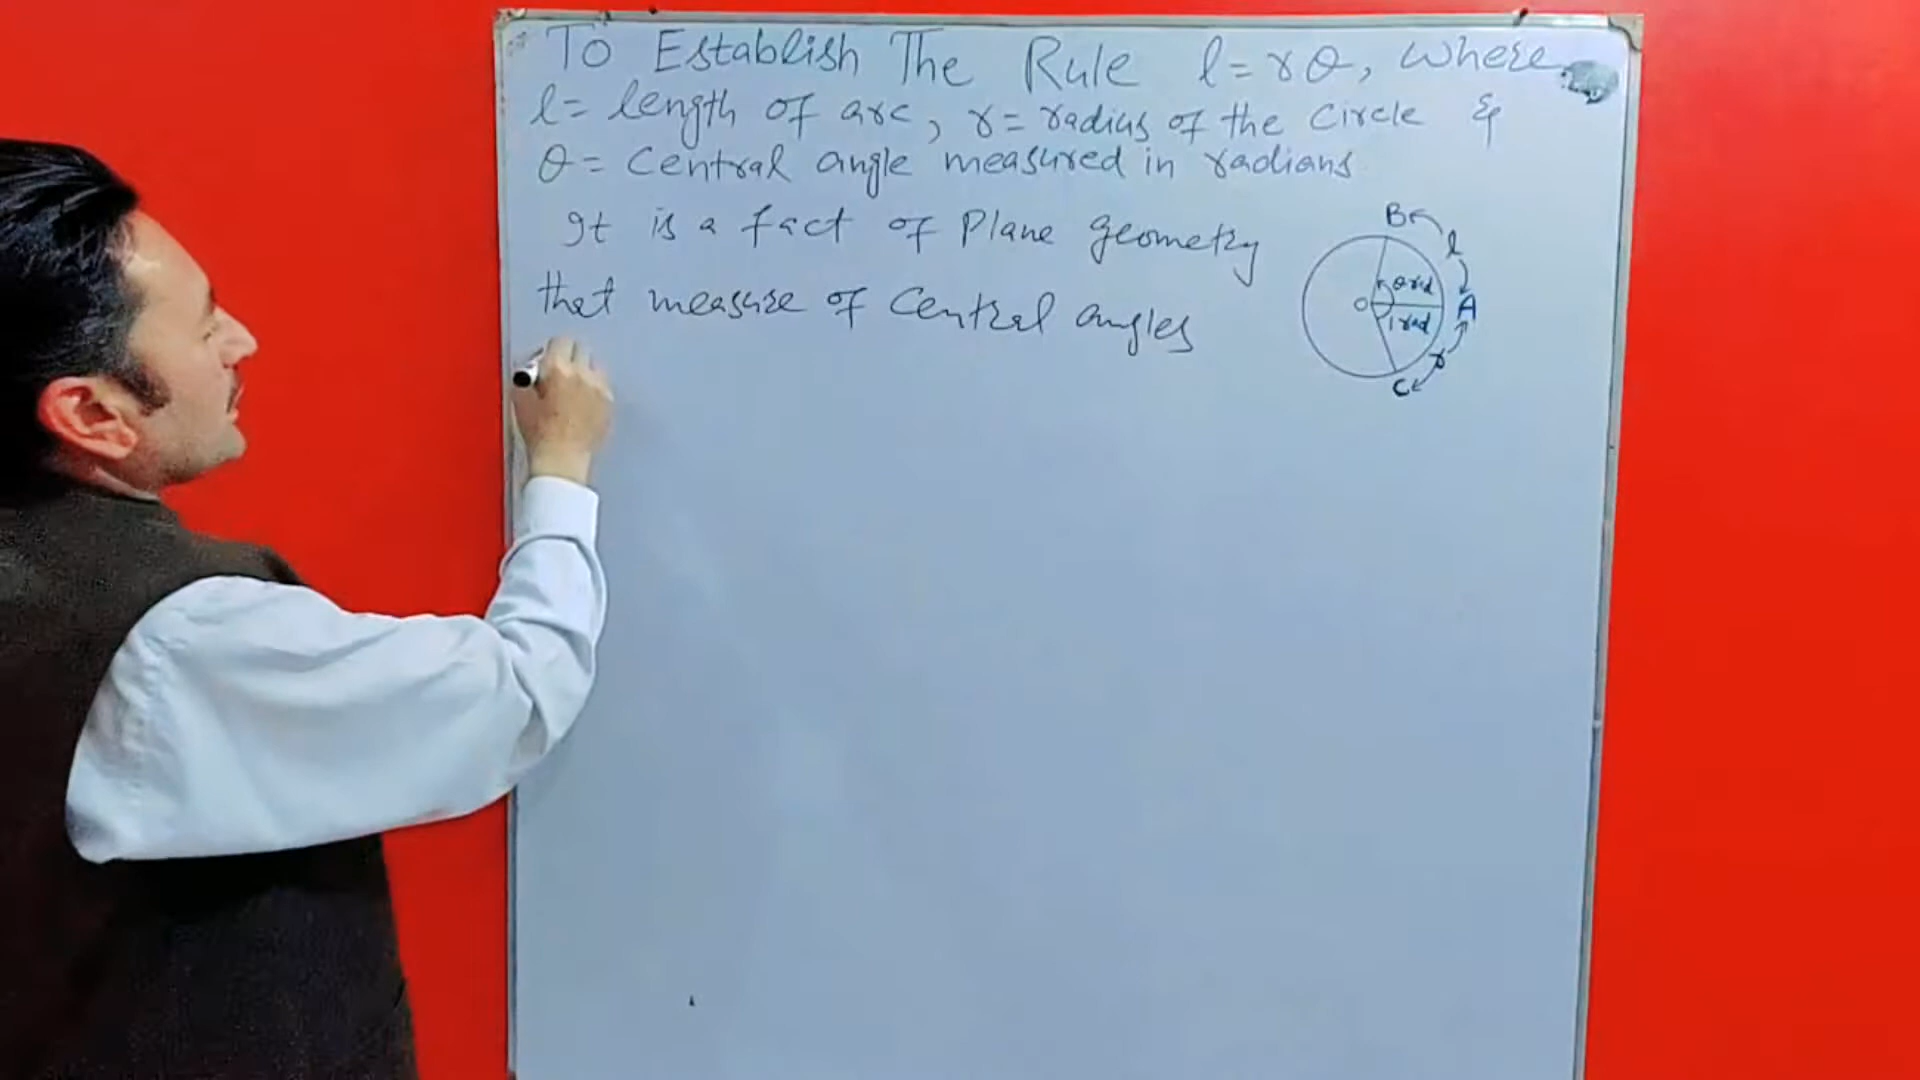 To Establish The Rule l = rθ, where
l = length of arc, r = radius of the Circle &
θ = Central angle measured in radians
It is a fact of Plane geometry
that measure of Central angles
B
l
θ rad
O
A
1 rad
r
C